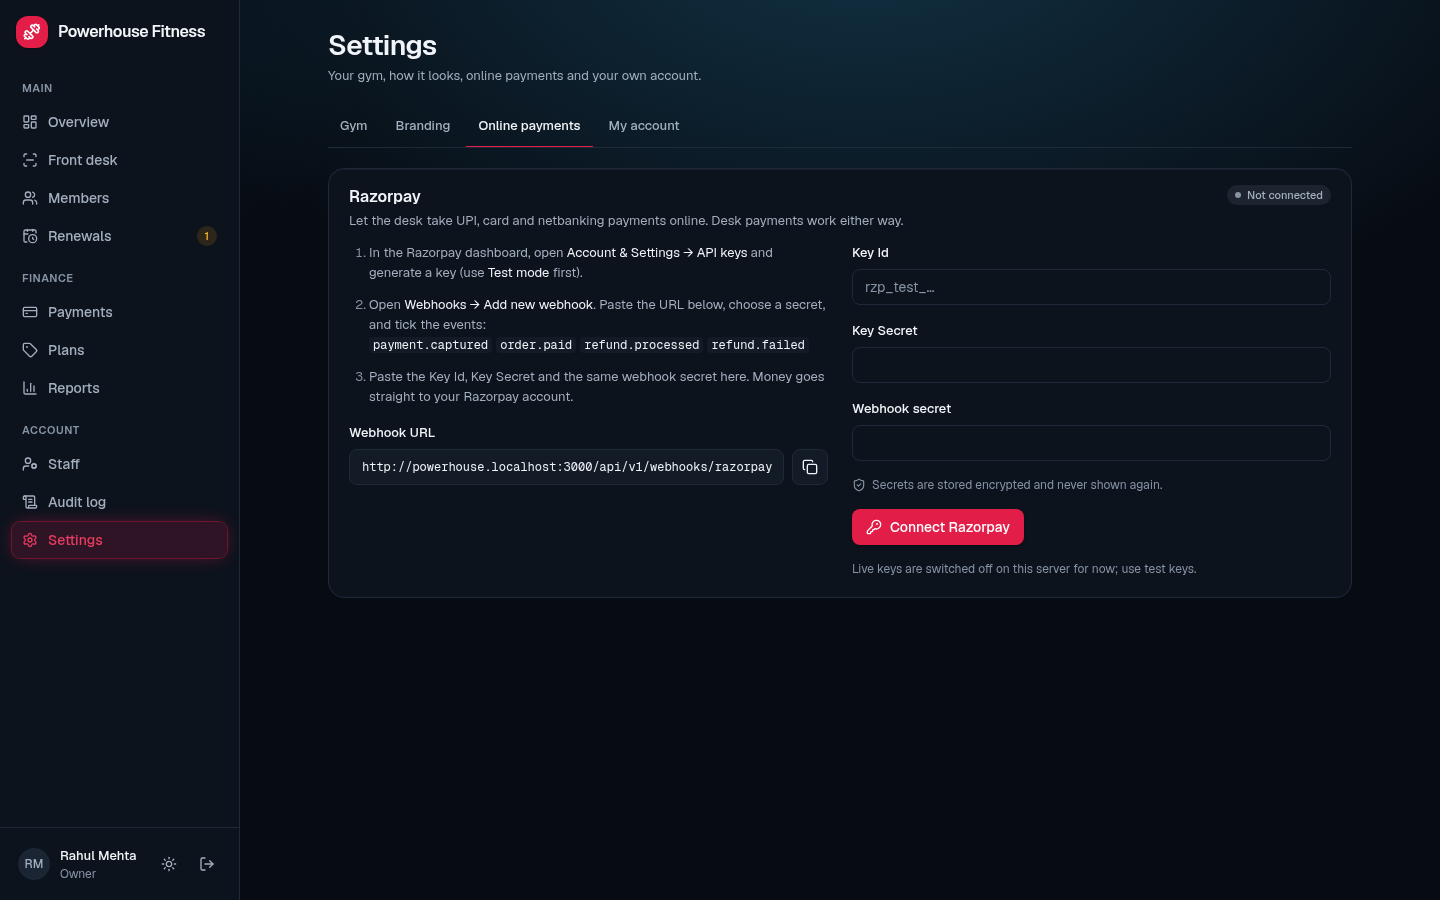 Powerhouse Fitness
MAIN
Overview
Front desk
Members
Renewals 1
FINANCE
Payments
Plans
Reports
ACCOUNT
Staff
Audit log
Settings
RM
Rahul Mehta
Owner
Settings
Your gym, how it looks, online payments and your own account.
Gym Branding Online payments My account
Razorpay
Not connected
Let the desk take UPI, card and netbanking payments online. Desk payments work either way.
1. In the Razorpay dashboard, open Account & Settings → API keys and
generate a key (use Test mode first).
2. Open Webhooks → Add new webhook. Paste the URL below, choose a secret,
and tick the events:
payment.captured order.paid refund.processed refund.failed
3. Paste the Key Id, Key Secret and the same webhook secret here. Money goes
straight to your Razorpay account.
Webhook URL
http://powerhouse.localhost:3000/api/v1/webhooks/razorpay
Key Id
rzp_test_…
Key Secret
Webhook secret
Secrets are stored encrypted and never shown again.
Connect Razorpay
Live keys are switched off on this server for now; use test keys.